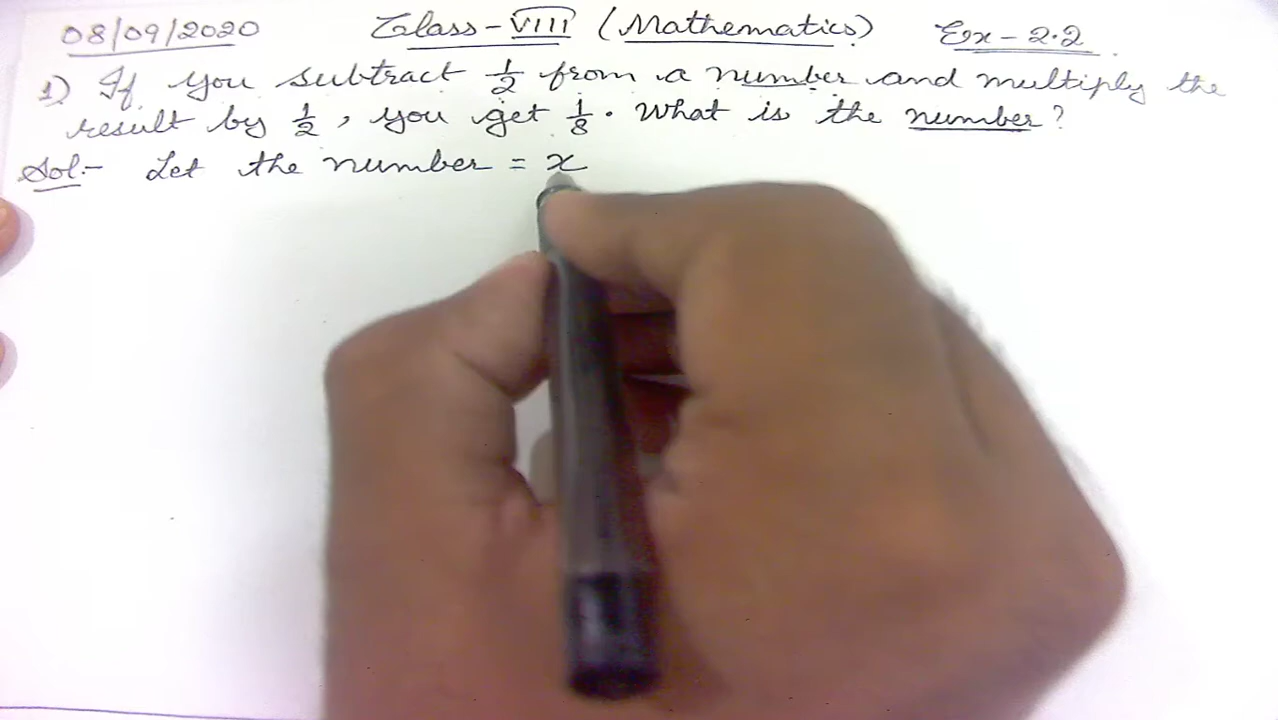 08/09/2020 Class - VIII (Mathematics) Ex - 2.2
1) If you subtract 1/2 from a number and multiply the
result by 1/2, you get 1/8. What is the number?
Sol:- Let the number = x